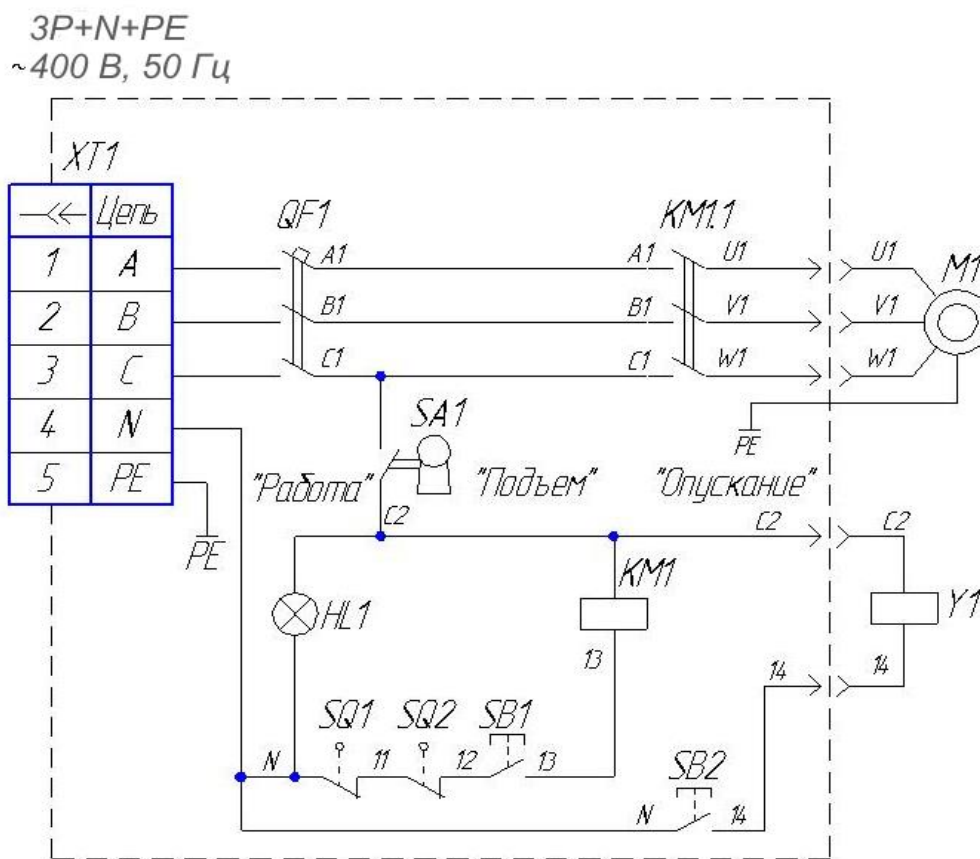 3P+N+PE
~400 В, 50 Гц
XT1
Цепь
QF1
KM1.1
1 A A1 A1 U1 U1 M1
2 B B1 B1 V1 V1
3 C C1 C1 W1 W1
4 N SA1 PE
5 PE "Работа" "Подъем" "Опускание"
PE C2 C2 C2
HL1 KM1 Y1
13 14 14
SQ1 SQ2 SB1
N 11 12 13 SB2
N 14